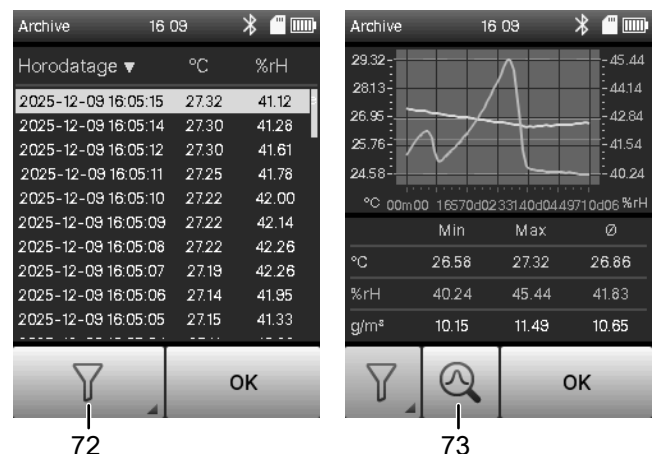 Archive 16 09
Horodatage ▼ °C %rH
2025-12-09 16:05:15 27.32 41.12
2025-12-09 16:05:14 27.30 41.28
2025-12-09 16:05:12 27.30 41.61
2025-12-09 16:05:11 27.25 41.78
2025-12-09 16:05:10 27.22 42.00
2025-12-09 16:05:09 27.22 42.14
2025-12-09 16:05:08 27.22 42.26
2025-12-09 16:05:07 27.19 42.26
2025-12-09 16:05:06 27.14 41.95
2025-12-09 16:05:05 27.15 41.33
OK
72
Archive 16 09
29.32 45.44
28.13 44.14
26.95 42.84
25.76 41.54
24.58 40.24
°C 00m00 16570d0233140d0449710d06 %rH
Min Max Ø
°C 26.58 27.32 26.86
%rH 40.24 45.44 41.83
g/m³ 10.15 11.49 10.65
OK
73